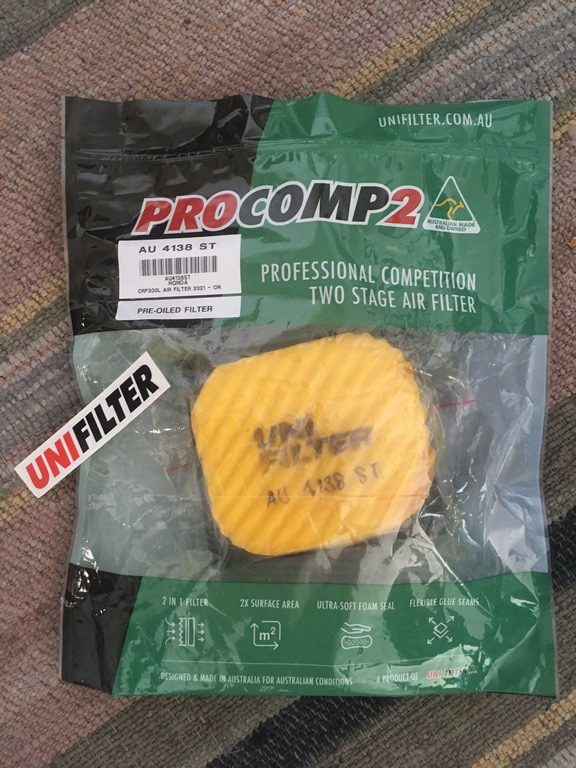 UNIFILTER.COM.AU
PROCOMP2
AUSTRALIAN MADE
AND OWNED
AU 4138 ST
AU4138ST
HONDA
CRF300L AIR FILTER 2021 - ON
PRE-OILED FILTER
PROFESSIONAL COMPETITION
TWO STAGE AIR FILTER
UNIFILTER
UNI
FILTER
AU 4138 ST
2 IN 1 FILTER
2X SURFACE AREA
ULTRA-SOFT FOAM SEAL
FLEXIBLE GLUE SEAMS
m²
DESIGNED & MADE IN AUSTRALIA FOR AUSTRALIAN CONDITIONS
A PRODUCT OF UNIFILTER